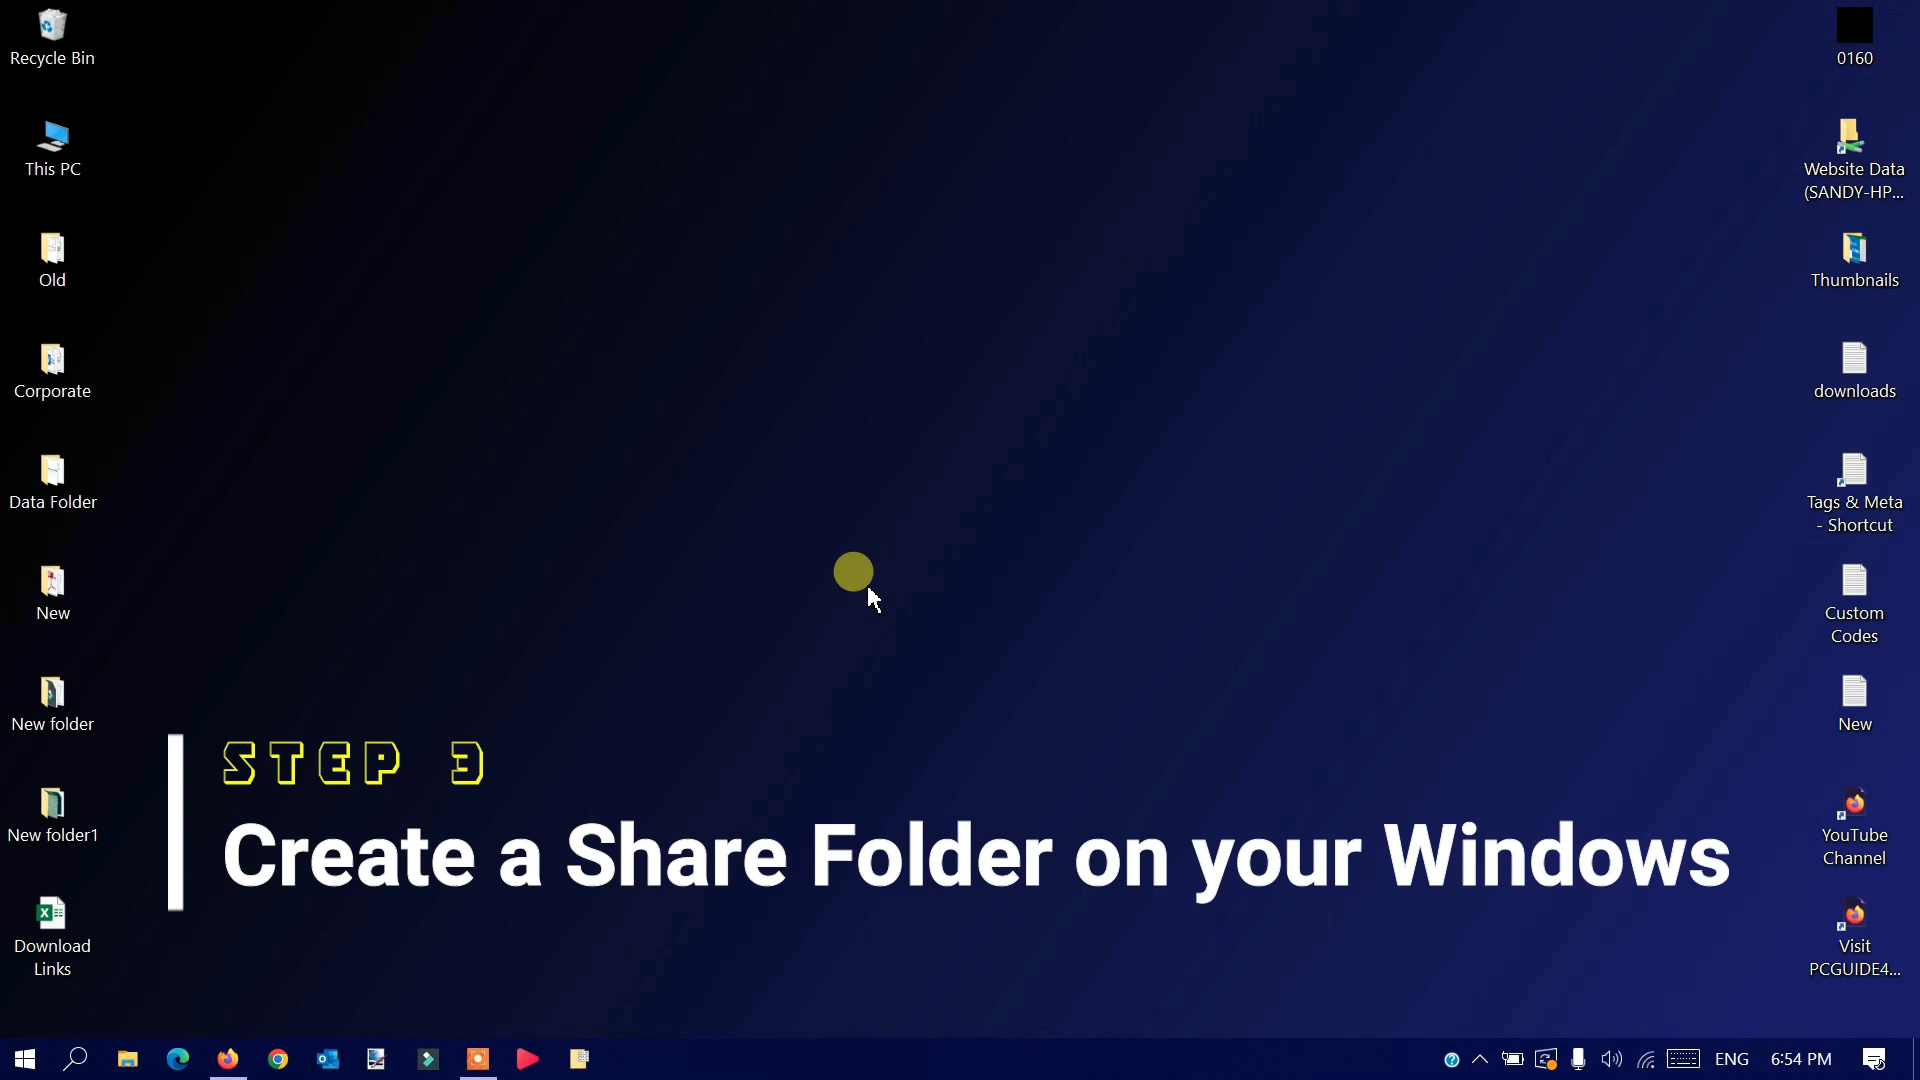 Recycle Bin
This PC
Old
Corporate
Data Folder
New
New folder
New folder1
Download
Links
0160
Website Data
(SANDY-HP...
Thumbnails
downloads
Tags & Meta
- Shortcut
Custom
Codes
New
YouTube
Channel
Visit
PCGUIDE4...
STEP 3
Create a Share Folder on your Windows
ENG
6:54 PM